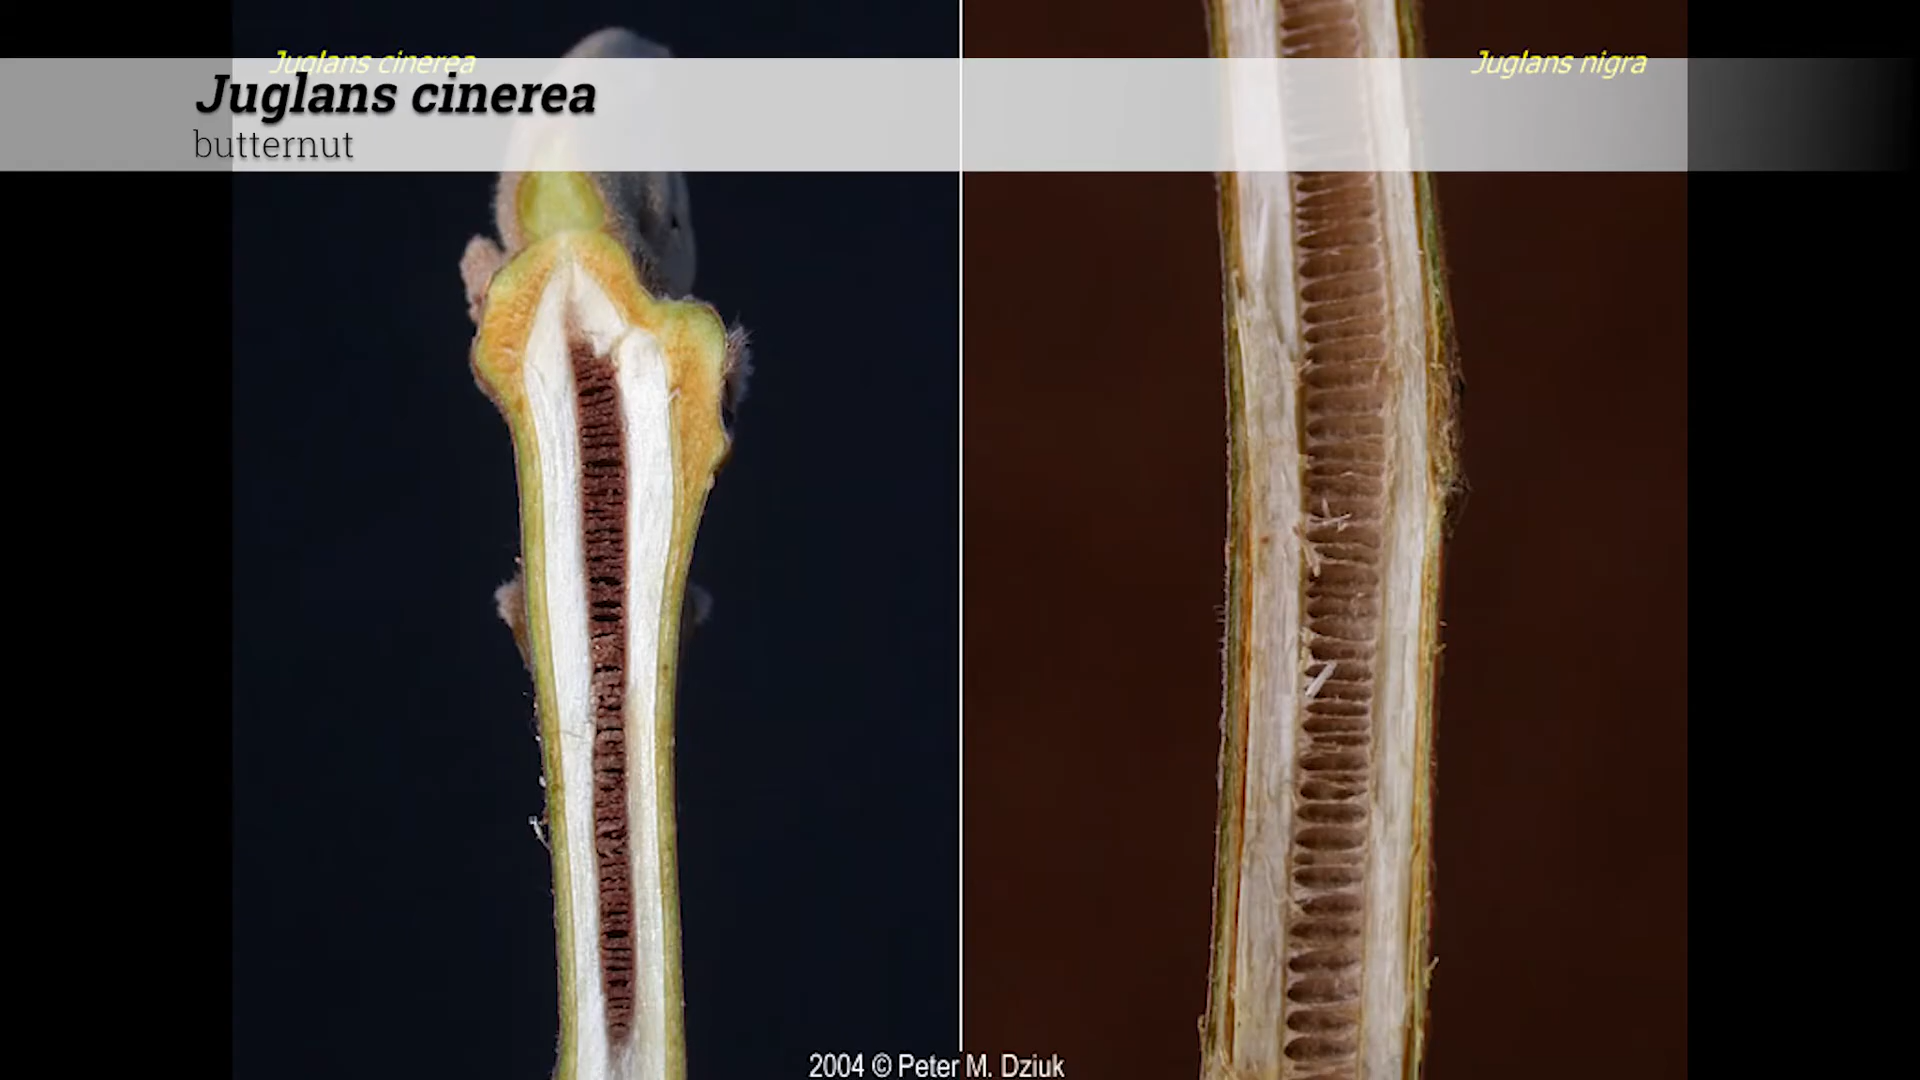 Juglans cinerea
Juglans nigra
Juglans cinerea
butternut
2004 © Peter M. Dziuk